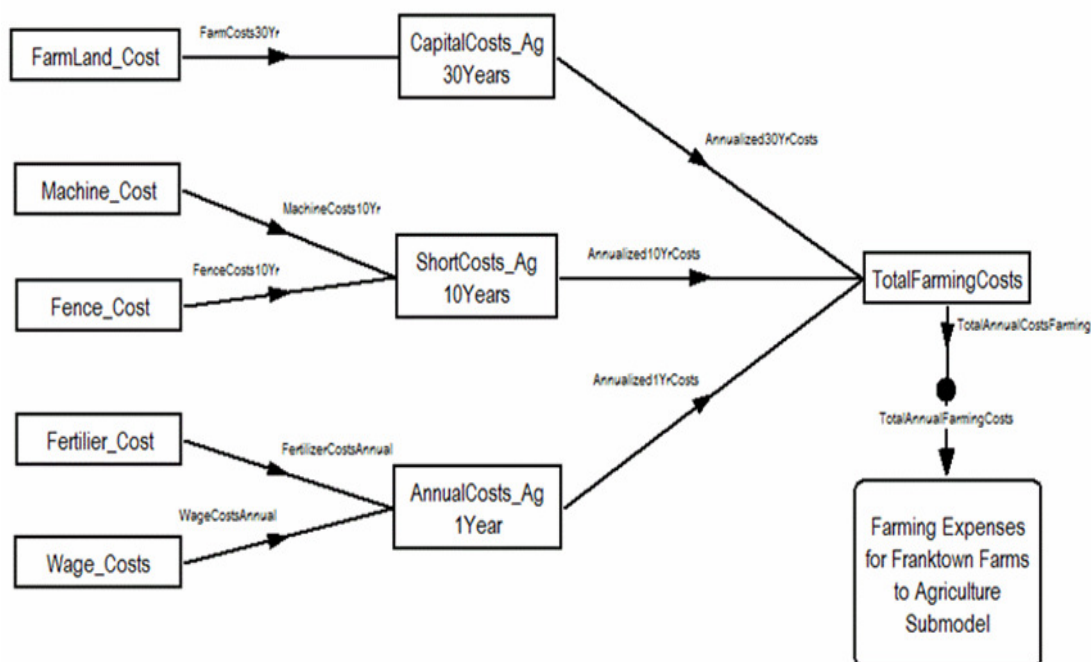 FarmLand_Cost
FarmCosts30Yr
CapitalCosts_Ag
30Years
Annualized30YrCosts
Machine_Cost
MachineCosts10Yr
Fence_Cost
FenceCosts10Yr
ShortCosts_Ag
10Years
Annualized10YrCosts
TotalFarmingCosts
TotalAnnualCostsFarming
TotalAnnualFarmingCosts
Fertilier_Cost
FertilizerCostsAnnual
Wage_Costs
WageCostsAnnual
AnnualCosts_Ag
1Year
Annualized1YrCosts
Farming Expenses
for Franktown Farms
to Agriculture
Submodel